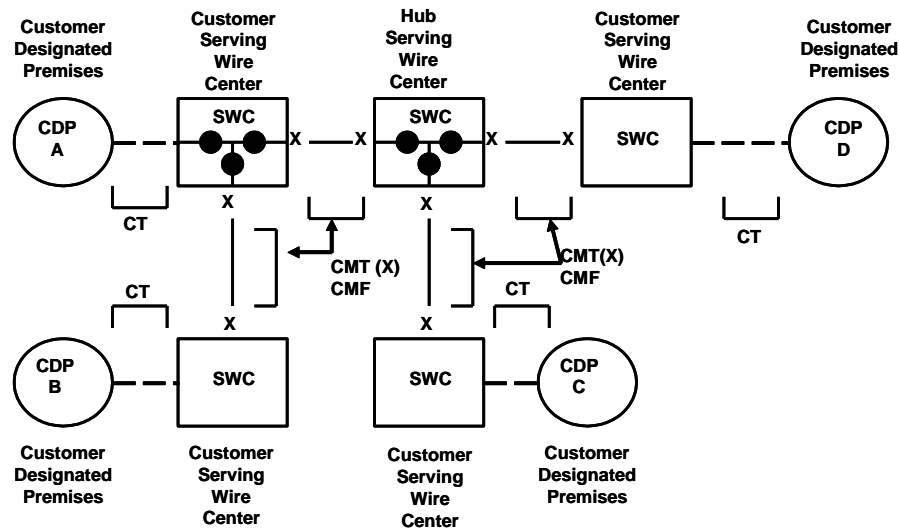 Customer
Designated
Premises
Customer
Serving
Wire
Center
Hub
Serving
Wire
Center
Customer
Serving
Wire
Center
Customer
Designated
Premises
CDP
A
SWC
X
X
SWC
X
X
SWC
CDP
D
CT
X
X
CT
CMT (X)
CMF
CMT(X)
CMF
CT
CT
X
X
CDP
B
SWC
SWC
CDP
C
Customer
Designated
Premises
Customer
Serving
Wire
Center
Customer
Serving
Wire
Center
Customer
Designated
Premises